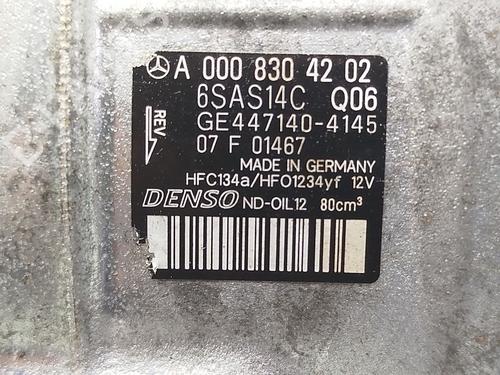 A 000 830 42 02
6SAS14C Q06
REV
GE447140-4145
07 F 01467
MADE IN GERMANY
HFC134a/HFO1234yf 12V
DENSO ND-OIL12 80cm³